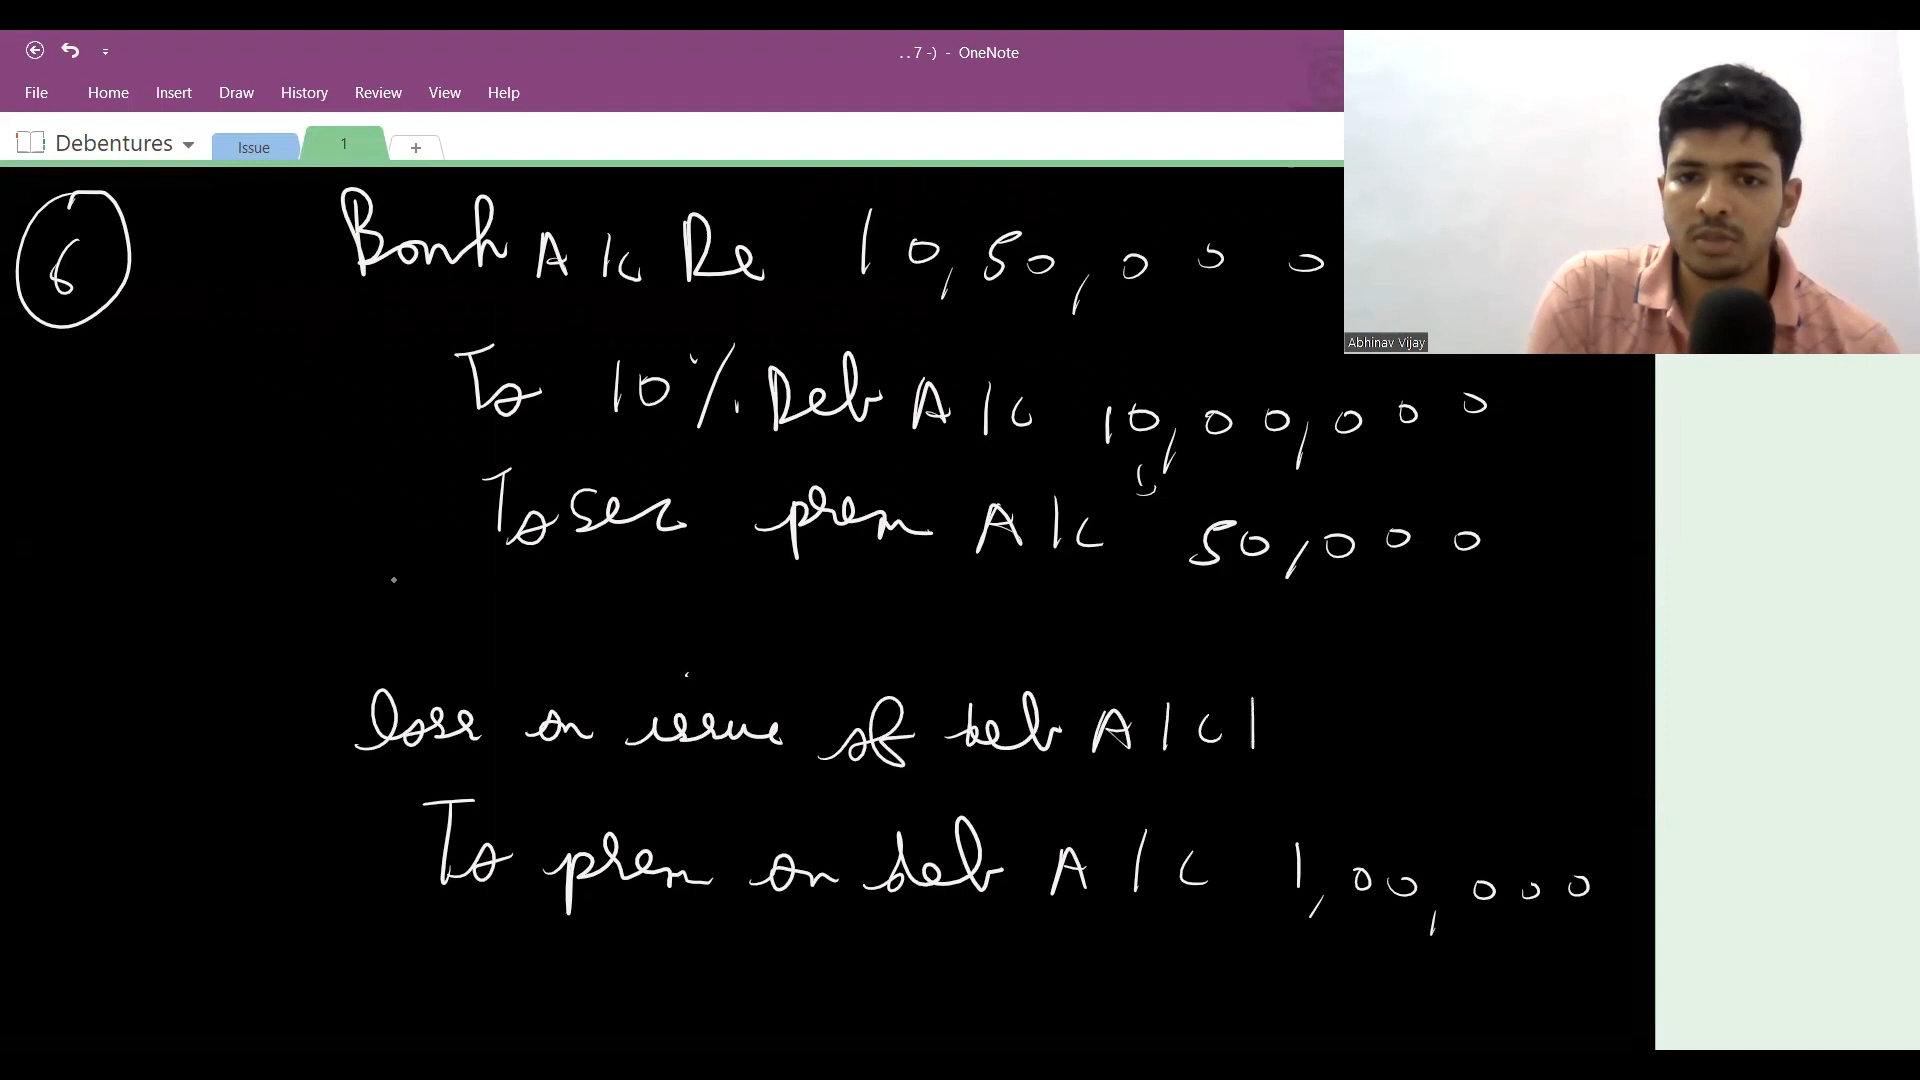 . . 7 -) - OneNote
File Home Insert Draw History Review View Help
Debentures Issue 1 +
Abhinav Vijay
6
Bank A/c De 10,50,000
To 10% Deb A/c 10,00,000
To sec prem A/c 50,000
loss on issue of deb A/c
To prem on deb A/c 1,00,000